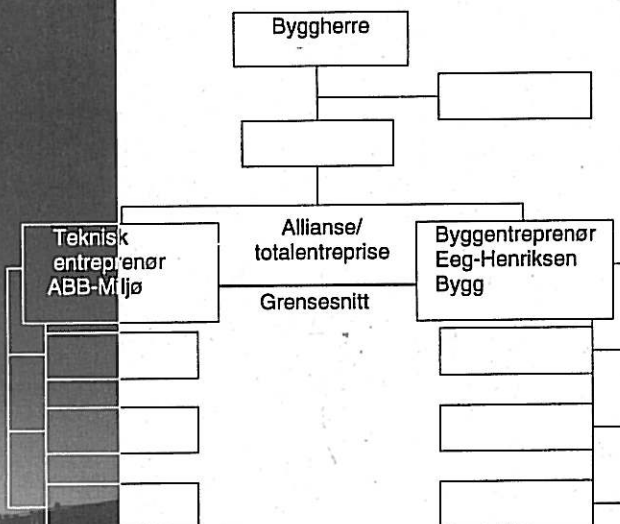 Byggherre
Allianse/
totalentreprise
Teknisk
entreprenør
ABB-Miljø
Byggentreprenør
Eeg-Henriksen
Bygg
Grensesnitt